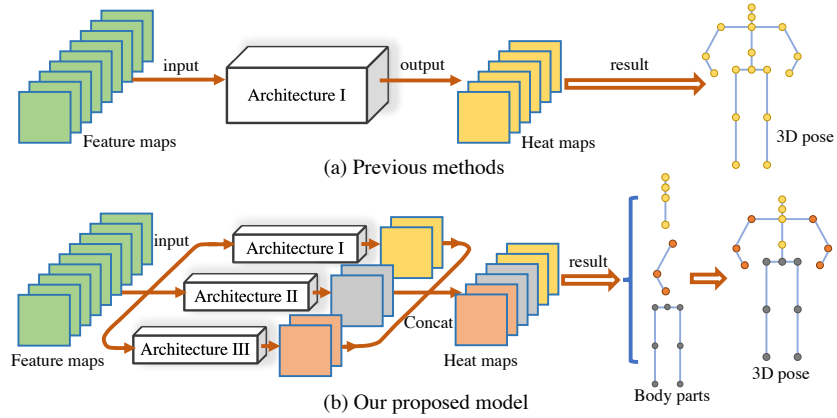 input
output
result
Architecture I
Feature maps
Heat maps
3D pose
(a) Previous methods
input
Architecture I
result
Architecture II
Concat
Architecture III
Feature maps
Heat maps
Body parts
3D pose
(b) Our proposed model